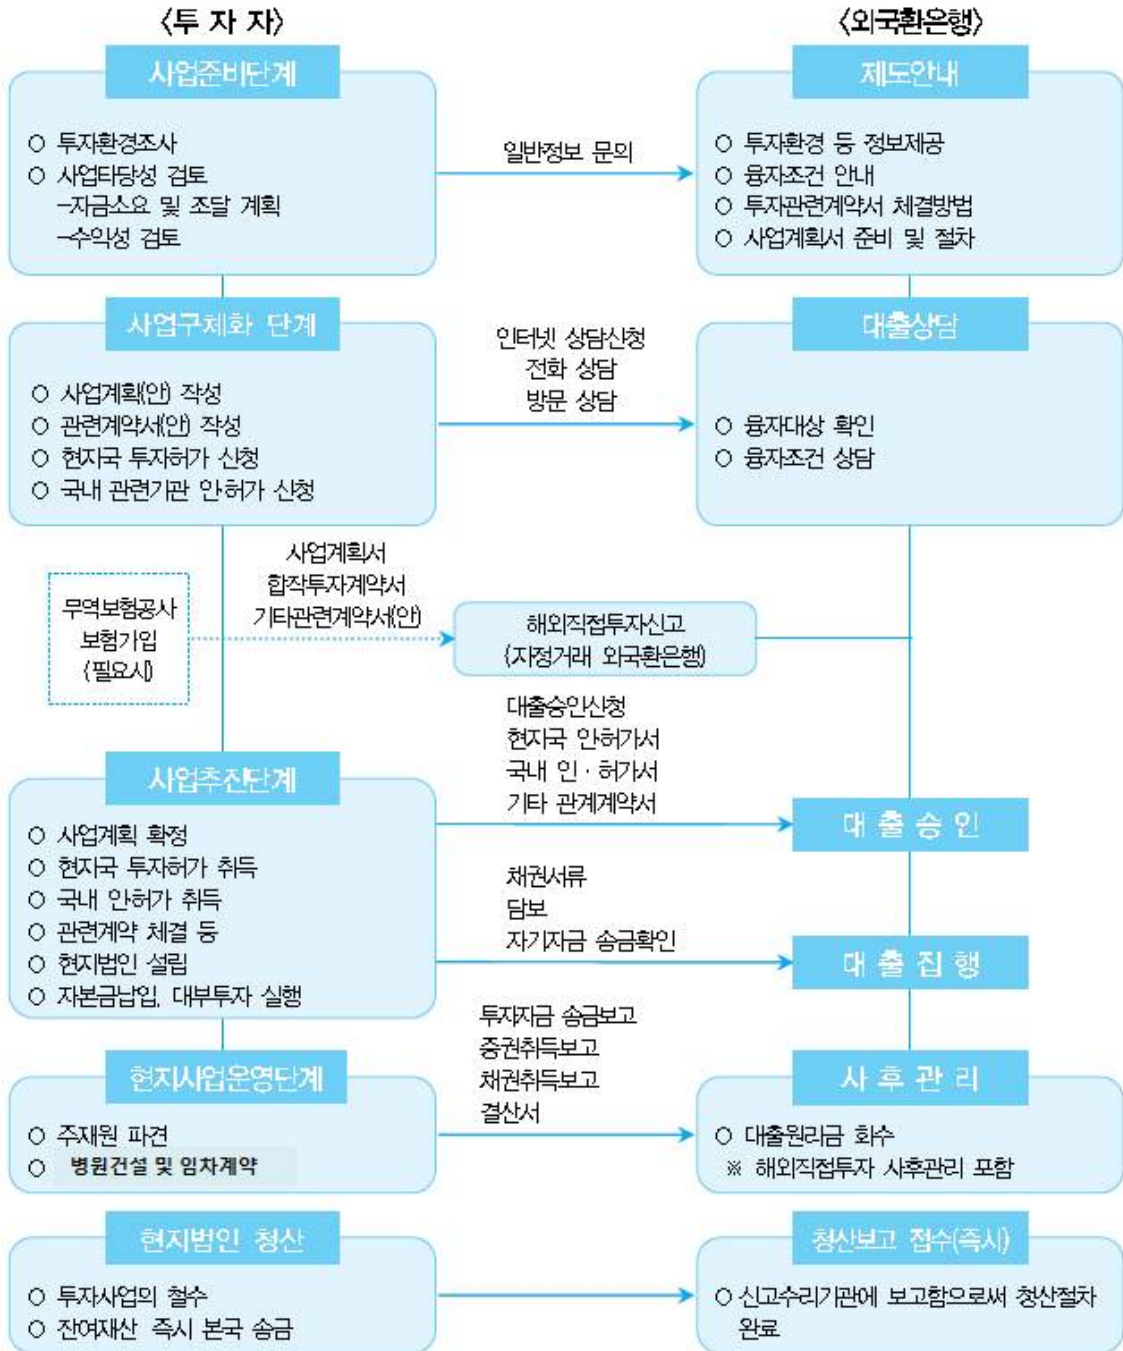 〈투 자 자〉
〈외국환은행〉
사업준비단계
○ 투자환경조사
○ 사업타당성 검토
-자금소요 및 조달 계획
-수익성 검토
일반정보 문의
제도안내
○ 투자환경 등 정보제공
○ 융자조건 안내
○ 투자관련계약서 체결방법
○ 사업계획서 준비 및 절차
사업구체화 단계
○ 사업계획(안) 작성
○ 관련계약서(안) 작성
○ 현지국 투자허가 신청
○ 국내 관련기관 인·허가 신청
인터넷 상담신청
전화 상담
방문 상담
대출상담
○ 융자대상 확인
○ 융자조건 상담
무역보험공사
보험가입
(필요시)
사업계획서
합작투자계약서
기타관련계약서(안)
해외직접투자신고
(지정거래 외국환은행)
사업추진단계
○ 사업계획 확정
○ 현지국 투자허가 취득
○ 국내 인·허가 취득
○ 관련계약 체결 등
○ 현지법인 설립
○ 자본금납입, 대부투자 실행
대출승인신청
현지국 인·허가서
국내 인·허가서
기타 관계계약서
대 출 승 인
채권서류
담보
자기자금 송금확인
대 출 집 행
현지사업운영단계
○ 주재원 파견
○ 병원건설 및 임차계약
투자자금 송금보고
증권취득보고
채권취득보고
결산서
사 후 관 리
○ 대출원리금 회수
※ 해외직접투자 사후관리 포함
현지법인 청산
○ 투자사업의 철수
○ 잔여재산 즉시 본국 송금
청산보고 접수(즉시)
○ 신고수리기관에 보고함으로써 청산절차
완료